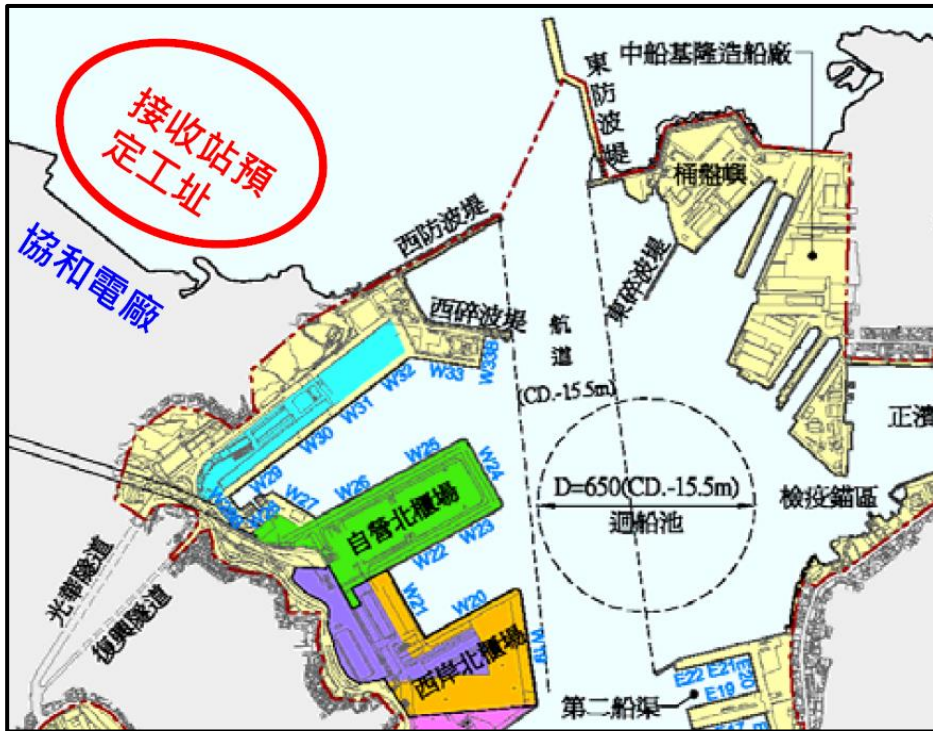 中船基隆造船廠
東防波堤
接收站預
定工址
桶盤嶼
西防波堤
協和電廠
東碎波堤
西碎波堤
航道
(CD.-15.5m)
W33B
W33
W32
W31
W30
W29
W28
W27
W26
W25
W24
正濱
D=650(CD.-15.5m)
迴船池
檢疫錨區
自營北櫃場
W23
W22
W21
W20
光華隧道
復興隧道
西岸北櫃場
E22 E21
E19
第二船渠